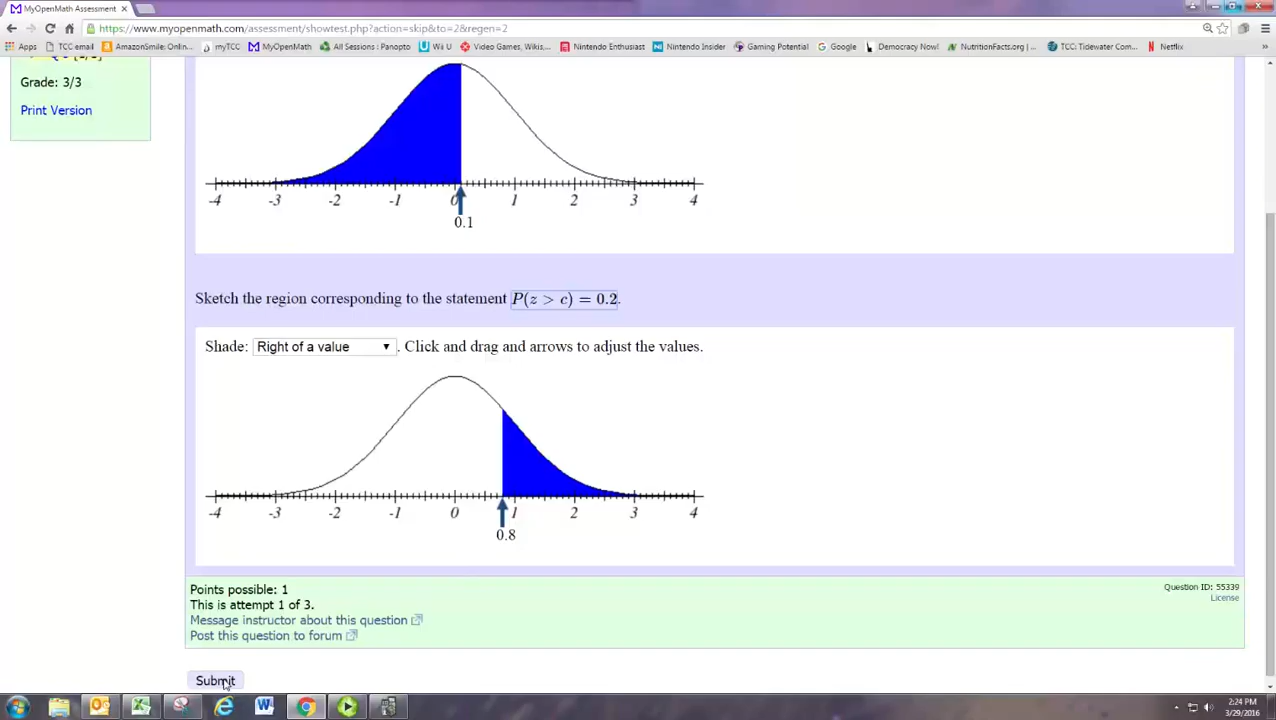 MyOpenMath Assessment
https://www.myopenmath.com/assessment/showtest.php?action=skip&to=2&regen=2
Apps TCC email AmazonSmile: Onlin... myTCC MyOpenMath All Sessions : Panopto Wii U Video Games, Wikis,... Nintendo Enthusiast Nintendo Insider Gaming Potential Google Democracy Now! NutritionFacts.org |... TCC: Tidewater Com... Netflix
Grade: 3/3
Print Version
-4 -3 -2 -1 0 1 2 3 4
0.1
Sketch the region corresponding to the statement P(z > c) = 0.2.
Shade: Right of a value . Click and drag and arrows to adjust the values.
-4 -3 -2 -1 0 1 2 3 4
0.8
Points possible: 1
Question ID: 55339
This is attempt 1 of 3.
License
Message instructor about this question
Post this question to forum
Submit
2:24 PM
3/29/2016